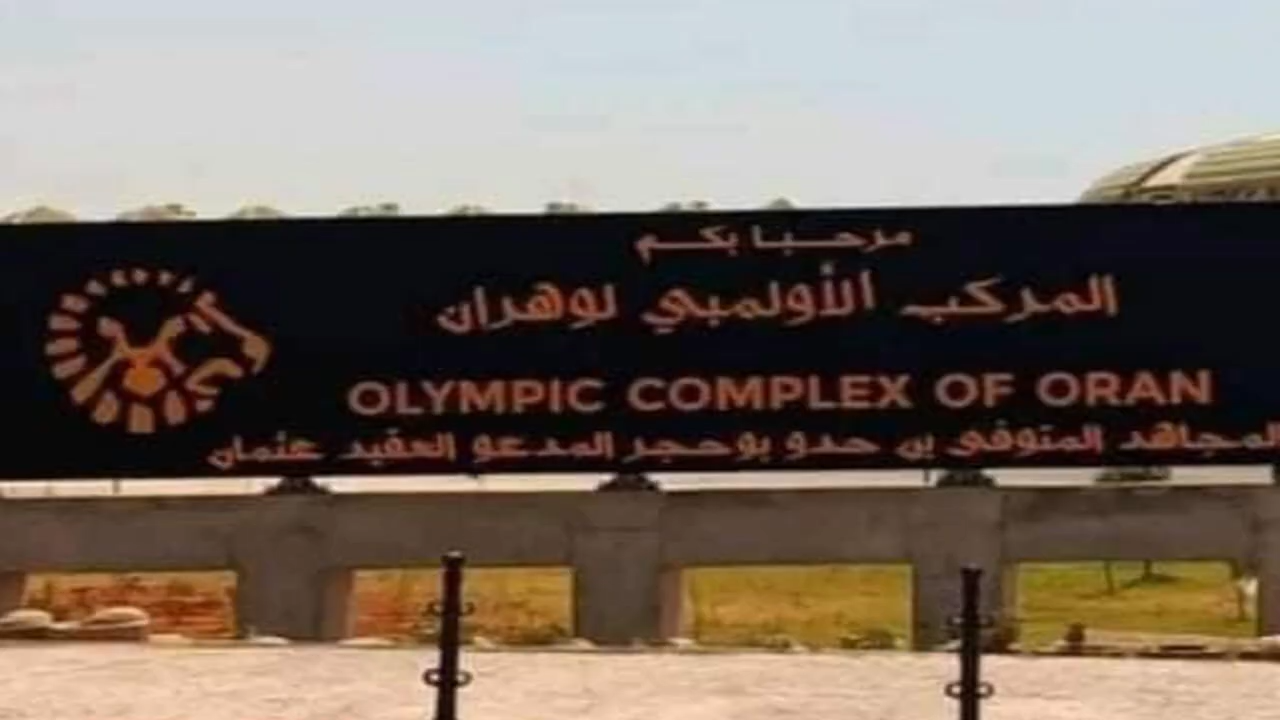 مرحبا بكم
المركب الأولمبي لوهران
OLYMPIC COMPLEX OF ORAN
المجاهد المتوفى بن حدو بوحجر المدعو العقيد عثمان